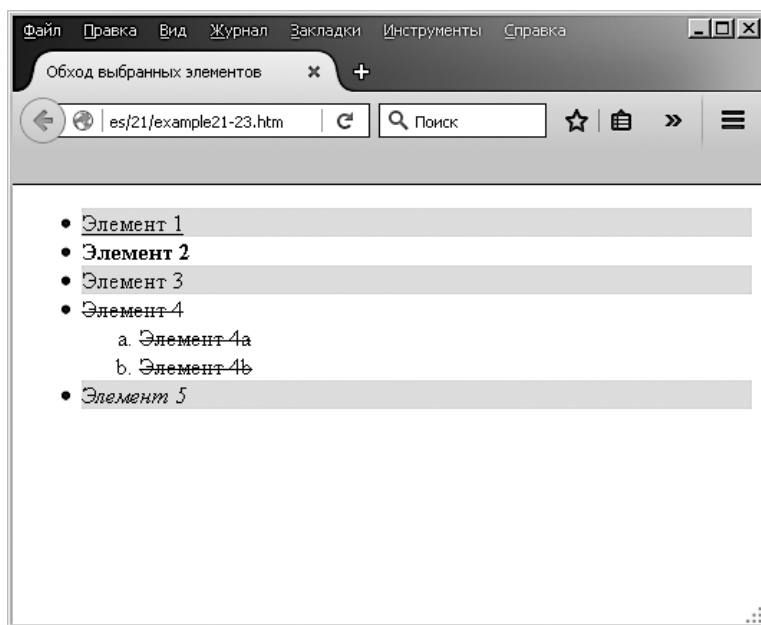 Файл Правка Вид Журнал Закладки Инструменты Справка
Обход выбранных элементов
es/21/example21-23.htm
Поиск
Элемент 1
Элемент 2
Элемент 3
Элемент 4
a. Элемент 4a
b. Элемент 4b
Элемент 5